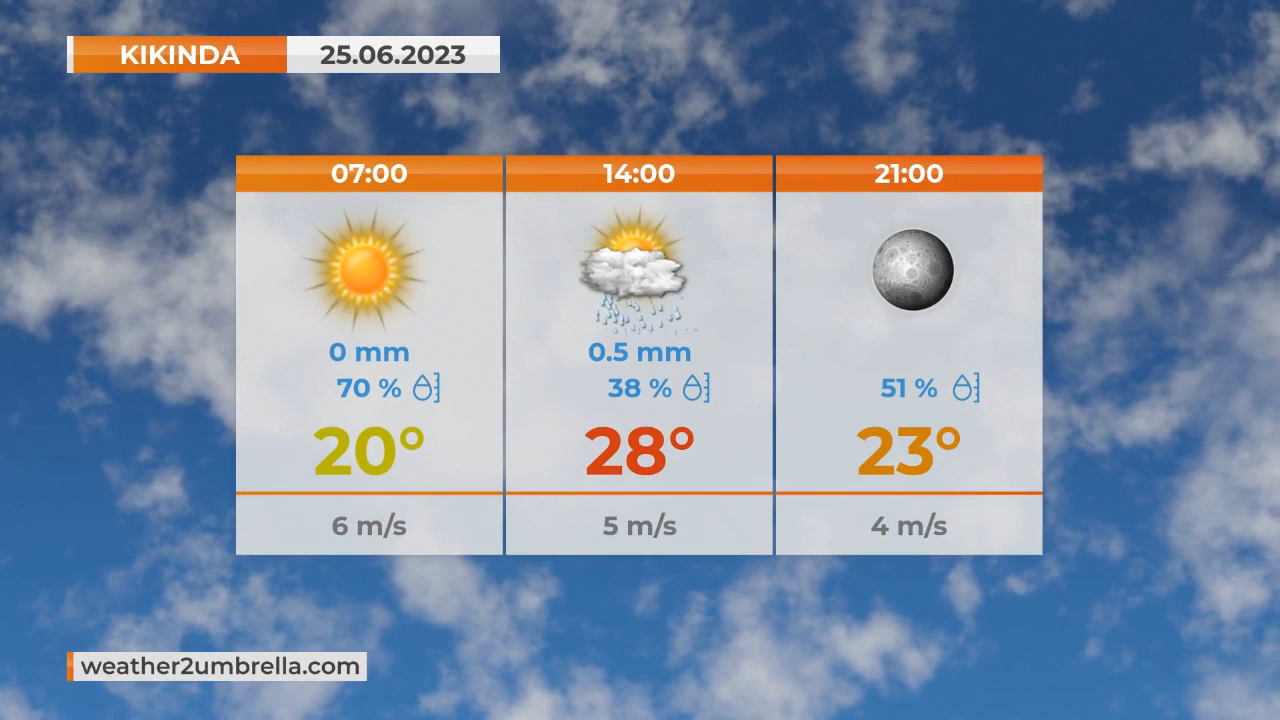 KIKINDA 25.06.2023
07:00 14:00 21:00
0 mm 0.5 mm
70 % 38 % 51 %
20° 28° 23°
6 m/s 5 m/s 4 m/s
weather2umbrella.com